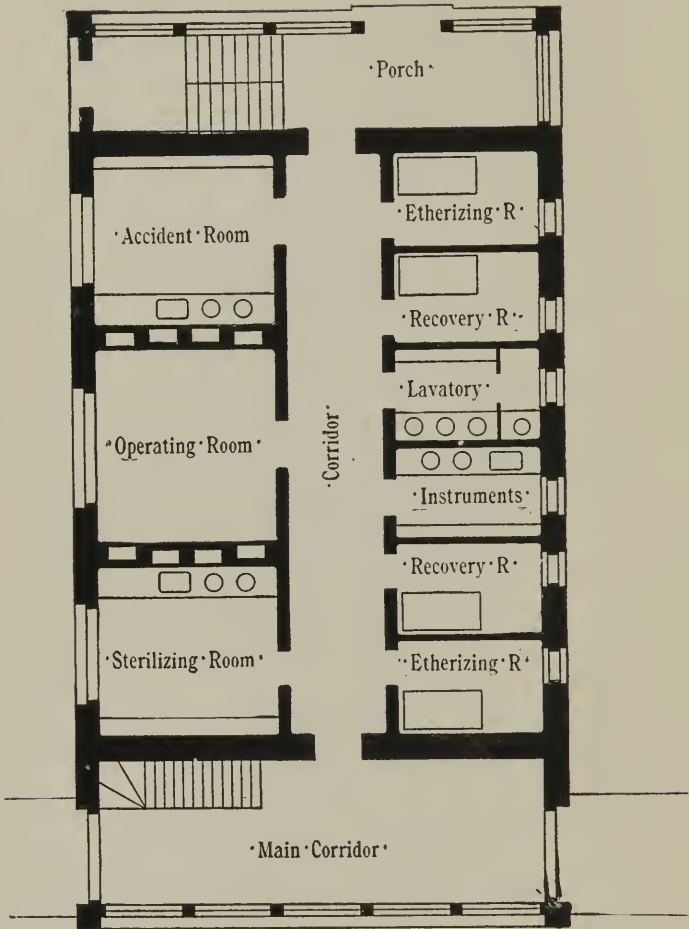 ·Porch·
·Accident·Room
·Etherizing·R·
·Recovery·R·
·Lavatory·
·Operating·Room·
·Corridor·
·Instruments·
·Recovery·R·
·Sterilizing·Room·
·Etherizing·R·
·Main·Corridor·